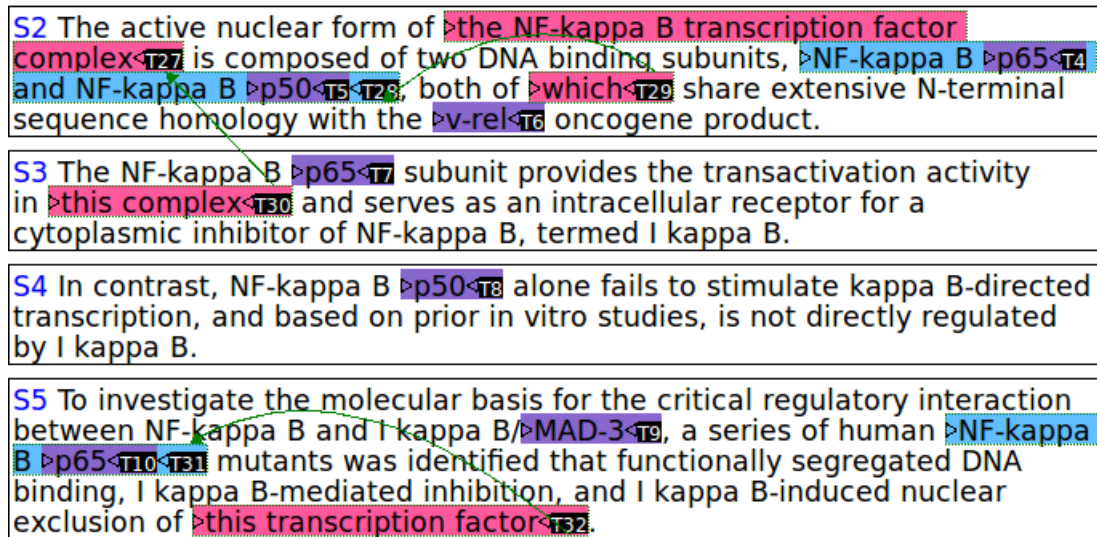 S2 The active nuclear form of the NF-kappa B transcription factor
complex T27 is composed of two DNA binding subunits, NF-kappa B p65 T4
and NF-kappa B p50 T5 T28, both of which T29 share extensive N-terminal
sequence homology with the v-rel T6 oncogene product.
S3 The NF-kappa B p65 T7 subunit provides the transactivation activity
in this complex T30 and serves as an intracellular receptor for a
cytoplasmic inhibitor of NF-kappa B, termed I kappa B.
S4 In contrast, NF-kappa B p50 T8 alone fails to stimulate kappa B-directed
transcription, and based on prior in vitro studies, is not directly regulated
by I kappa B.
S5 To investigate the molecular basis for the critical regulatory interaction
between NF-kappa B and I kappa B/MAD-3 T9, a series of human NF-kappa
B p65 T10 T31 mutants was identified that functionally segregated DNA
binding, I kappa B-mediated inhibition, and I kappa B-induced nuclear
exclusion of this transcription factor T32.